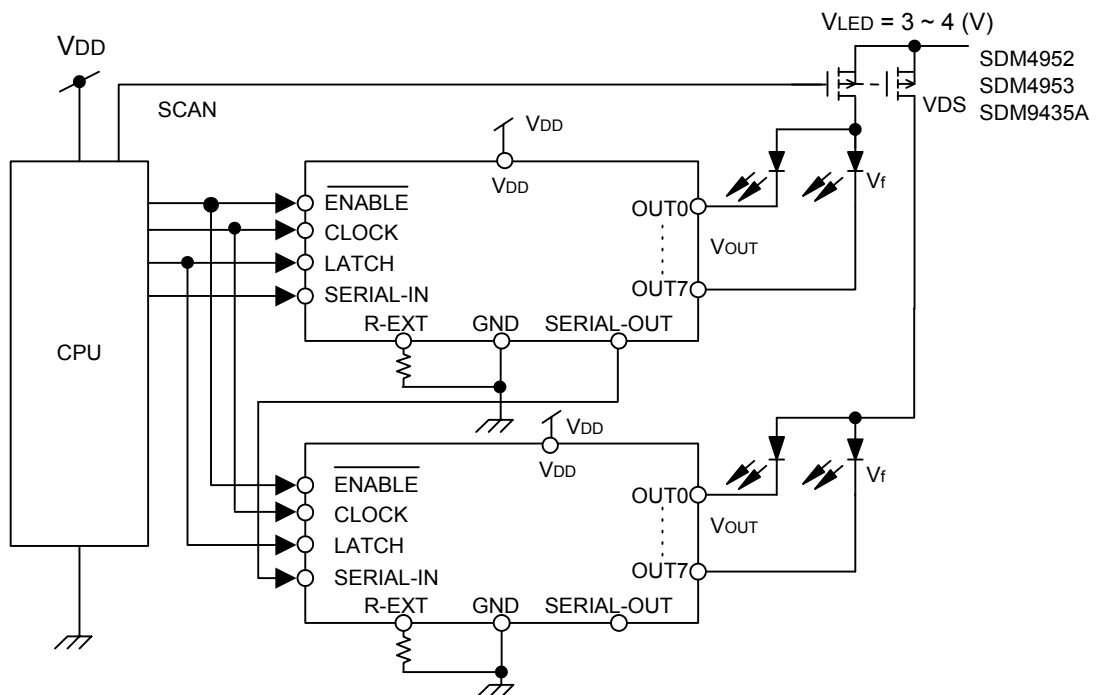 VLED = 3 ~ 4 (V)
VDD
SDM4952
SDM4953
SDM9435A
SCAN
VDS
VDD
VDD
ENABLE
CLOCK
LATCH
SERIAL-IN
OUT0
OUT7
Vf
VOUT
R-EXT
GND
SERIAL-OUT
CPU
VDD
VDD
ENABLE
CLOCK
LATCH
SERIAL-IN
OUT0
OUT7
Vf
VOUT
R-EXT
GND
SERIAL-OUT